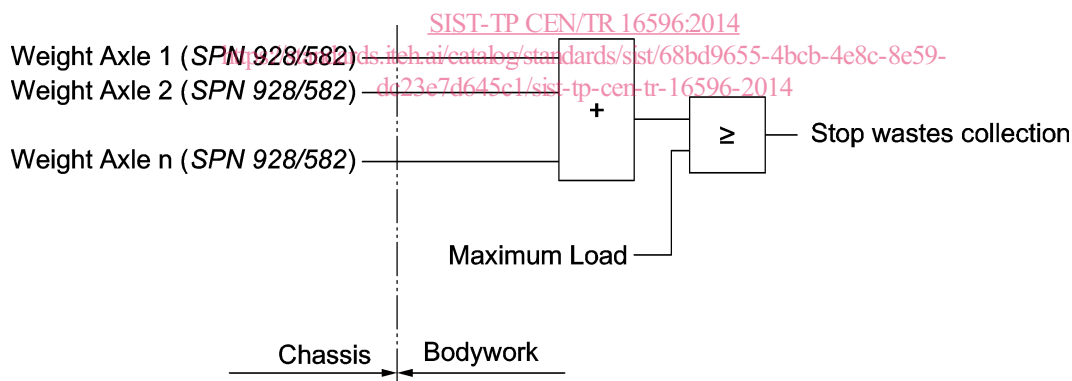 SIST-TP CEN/TR 16596:2014
Weight Axle 1 (SPN 928/582)
https://standards.iteh.ai/catalog/standards/sist/68bd9655-4bcb-4e8c-8e59-
Weight Axle 2 (SPN 928/582)
dc23e7d645c1/sist-tp-cen-tr-16596-2014
+
≥
Stop wastes collection
Weight Axle n (SPN 928/582)
Maximum Load
Chassis
Bodywork